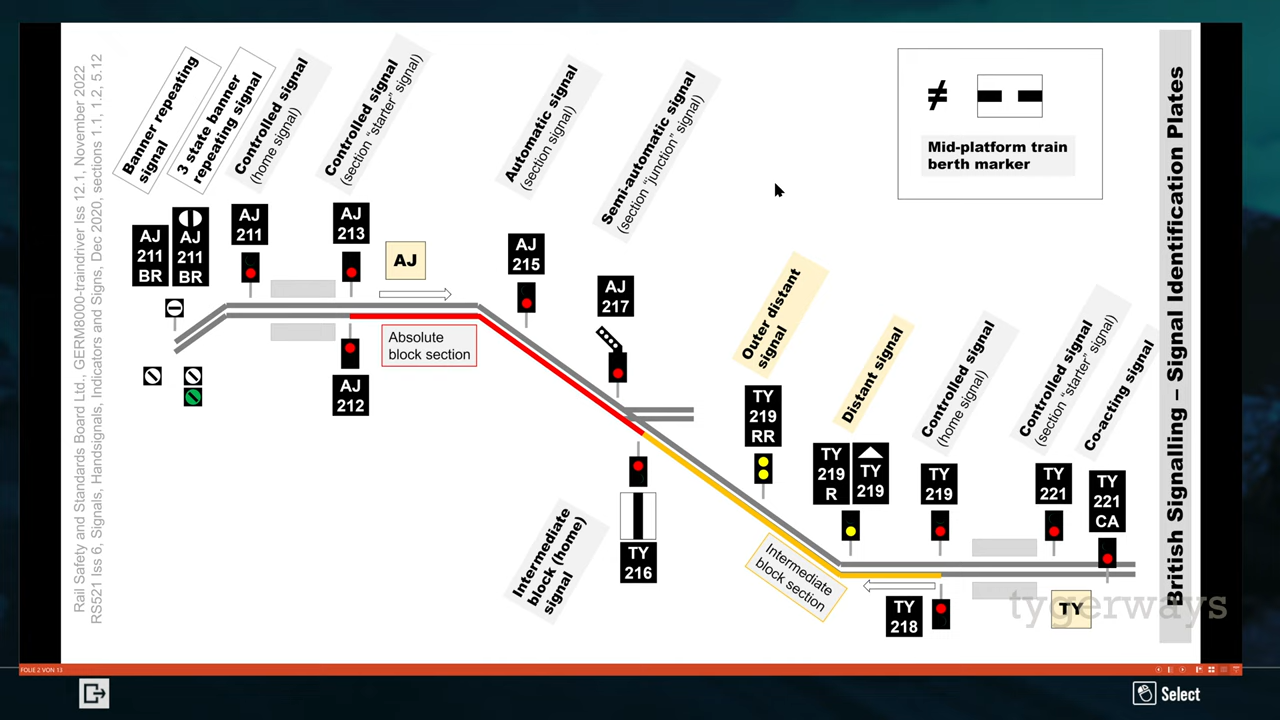 British Signalling – Signal Identification Plates
Rail Safety and Standards Board Ltd., GERM8000-traindriver Iss 12.1, November 2022
RS521 Iss 6, Signals, Handsignals, Indicators and Signs, Dec 2020, sections 1.1, 1.2, 5.12
Banner repeating
signal
3 state banner
repeating signal
Controlled signal
(home signal)
Controlled signal
(section "starter" signal)
Automatic signal
(section signal)
Semi-automatic signal
(section "junction" signal)
≠
Mid-platform train
berth marker
AJ
211
BR
AJ
211
BR
AJ
211
AJ
213
AJ
AJ
215
AJ
217
Absolute
block section
AJ
212
Outer distant
signal
Distant signal
Controlled signal
(home signal)
Controlled signal
(section "starter" signal)
Co-acting signal
TY
219
RR
TY
219
R
TY
219
TY
219
TY
221
TY
221
CA
Intermediate
block (home)
signal
TY
216
Intermediate
block section
TY
218
TY
tygerways
FOLIE 2 VON 13
Select